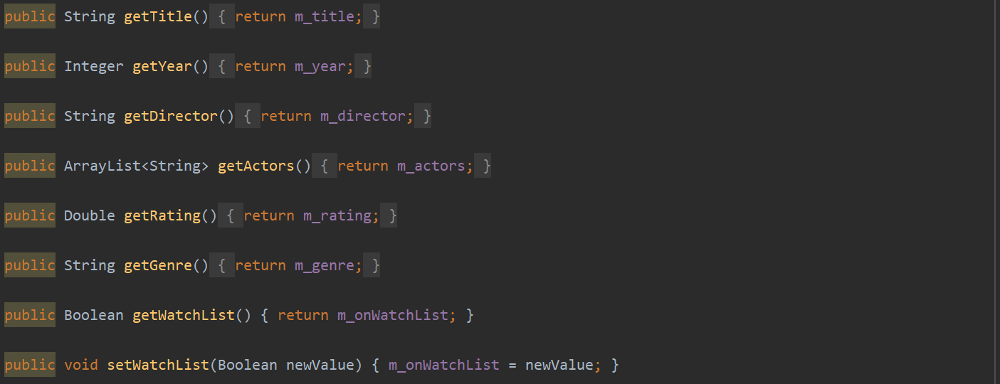 public String getTitle() { return m_title; }
public Integer getYear() { return m_year; }
public String getDirector() { return m_director; }
public ArrayList<String> getActors() { return m_actors; }
public Double getRating() { return m_rating; }
public String getGenre() { return m_genre; }
public Boolean getWatchList() { return m_onWatchList; }
public void setWatchList(Boolean newValue) { m_onWatchList = newValue; }